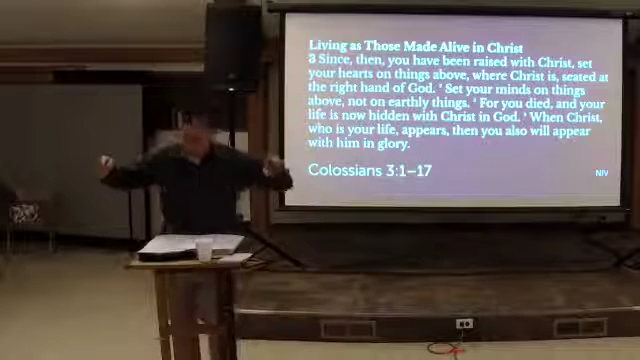 Living as Those Made Alive in Christ
3 Since, then, you have been raised with Christ, set
your hearts on things above, where Christ is, seated at
the right hand of God. Set your minds on things
above, not on earthly things. For you died, and your
life is now hidden with Christ in God. When Christ,
who is your life, appears, then you also will appear
with him in glory.
Colossians 3:1–17
NIV